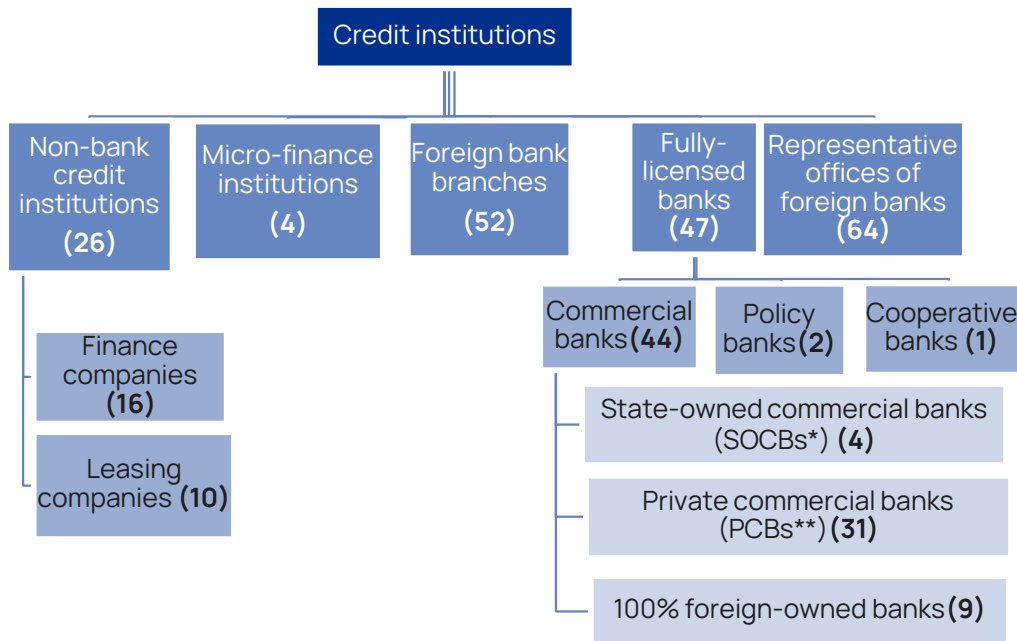 Credit institutions
Non-bank
credit
institutions
(26)
Micro-finance
institutions
(4)
Foreign bank
branches
(52)
Fully-
licensed
banks
(47)
Representative
offices of
foreign banks
(64)
Finance
companies
(16)
Leasing
companies (10)
Commercial
banks(44)
Policy
banks(2)
Cooperative
banks (1)
State-owned commercial banks
(SOCBs*) (4)
Private commercial banks
(PCBs**)(31)
100% foreign-owned banks(9)